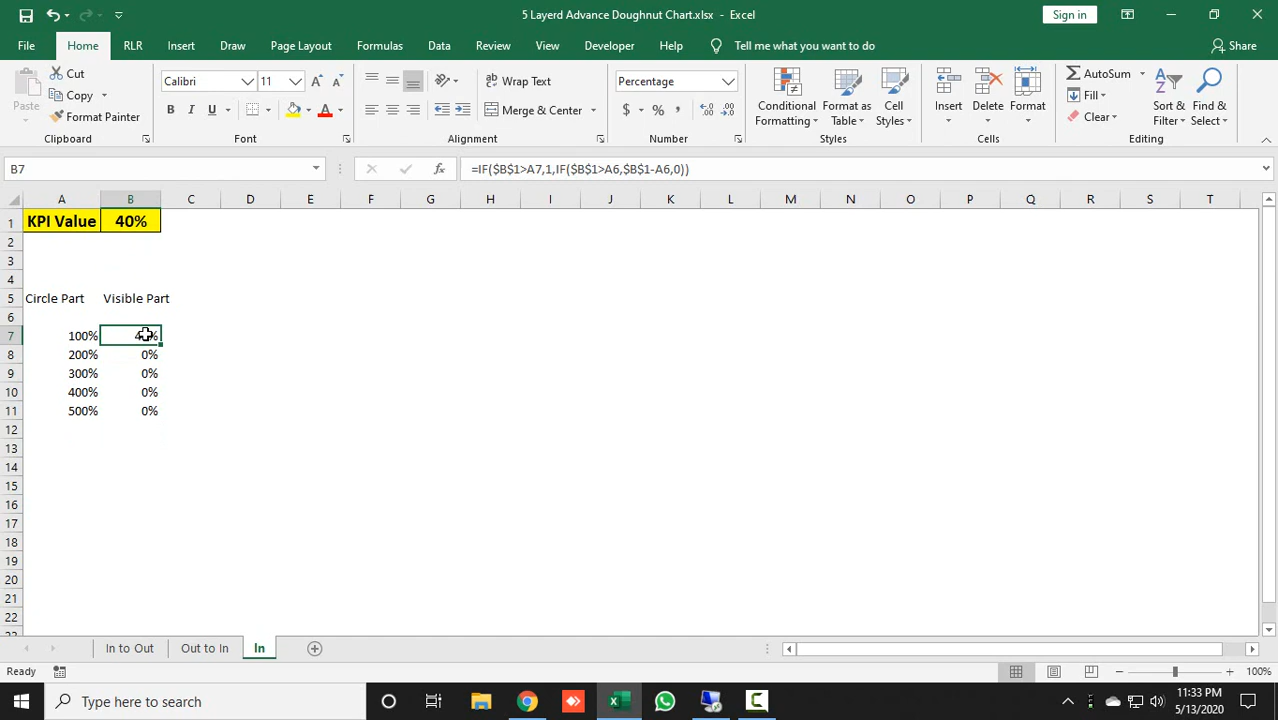 5 Layerd Advance Doughnut Chart.xlsx - Excel
Sign in
File Home Insert RLR Draw Page Layout Formulas Data Review View Developer Help Tell me what you want to do Share
Paste Cut Copy Format Painter Clipboard
Calibri 11 B I U A A A Font
Wrap Text Merge & Center Alignment
Percentage $ % , Number
Conditional Formatting Format as Table Cell Styles Styles
Insert Delete Format Cells
AutoSum Fill Clear Sort & Filter Find & Select Editing
B7 fx =IF($B$1>A7,1,IF($B$1>A6,$B$1-A6,0))
A B C D E F G H I J K L M N O P Q R S T
1 KPI Value 40%
2
3
4
5 Circle Part Visible Part
6
7 100%
8 200% 0%
9 300% 0%
10 400% 0%
11 500% 0%
12
13
14
15
16
17
18
19
20
21
22
In to Out Out to In In
Ready 100%
Type here to search
11:33 PM
5/13/2020